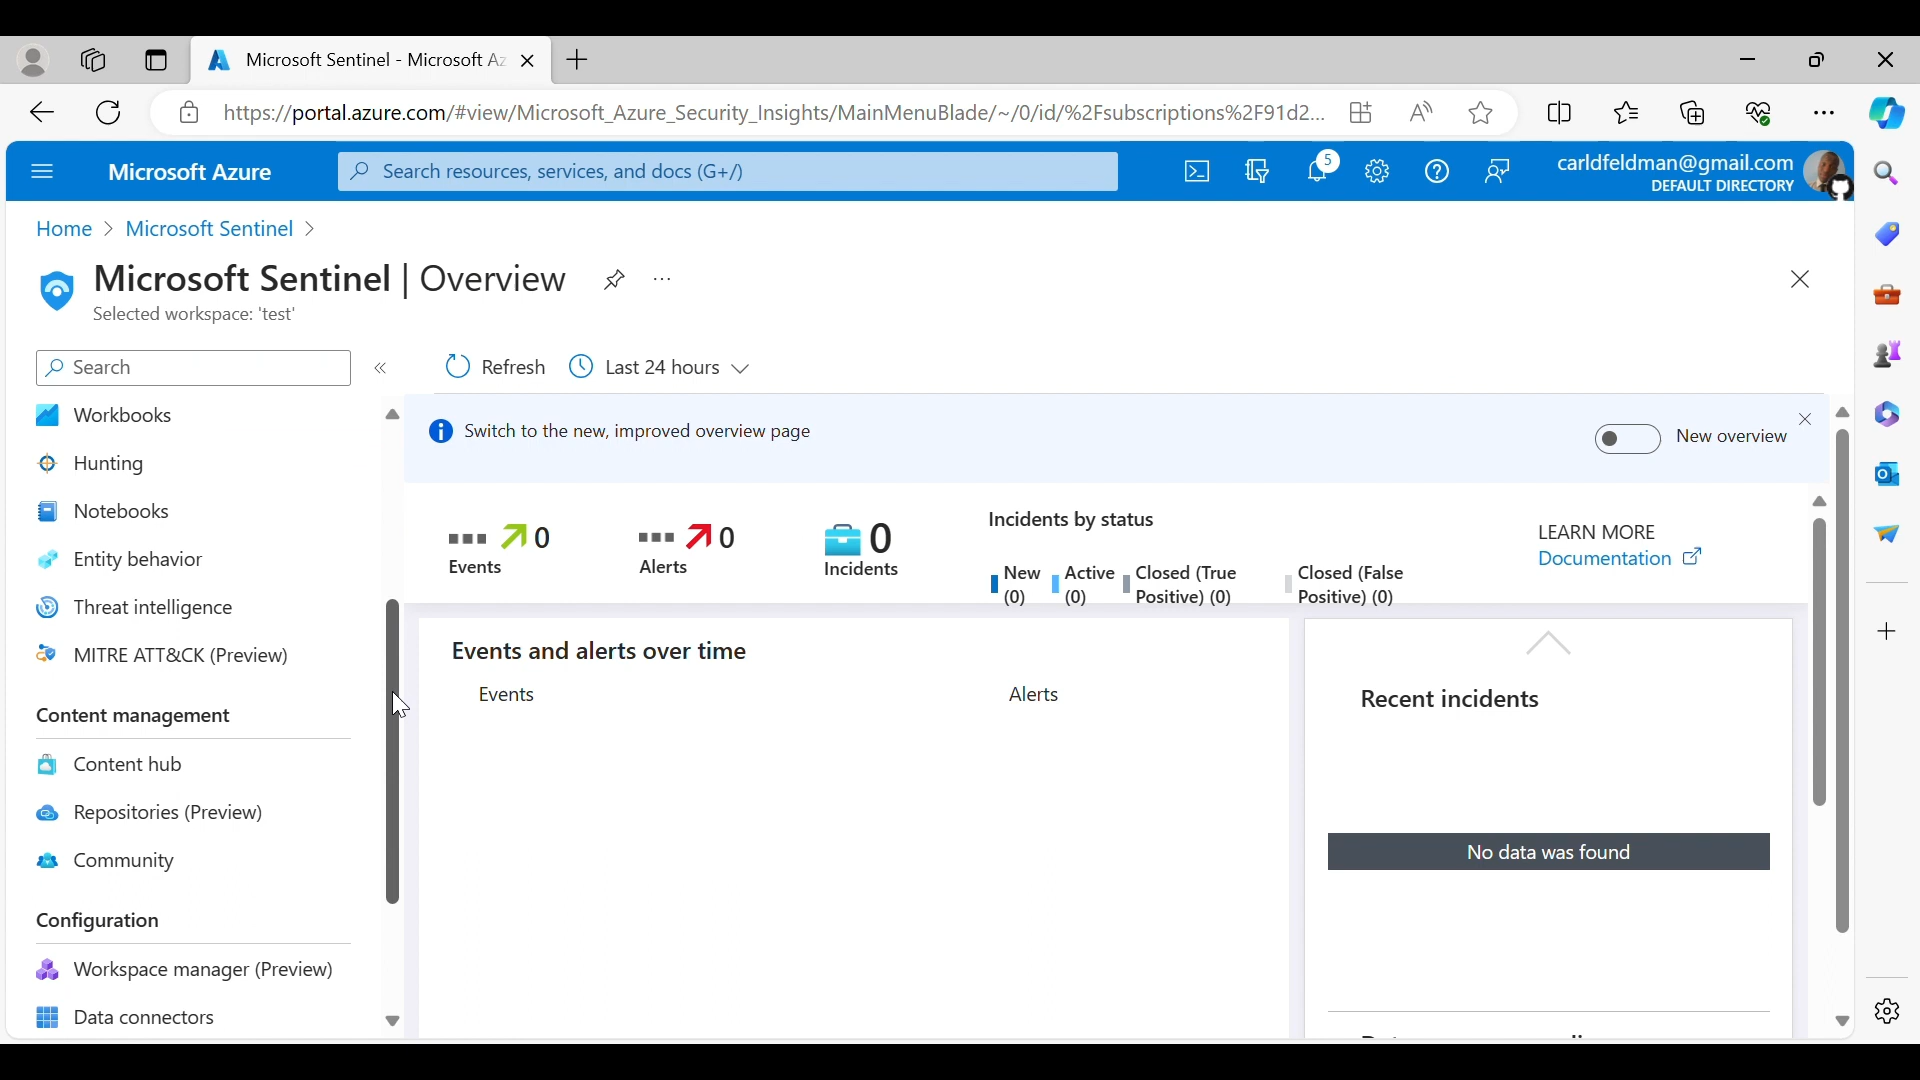 Microsoft Sentinel - Microsoft Az
https://portal.azure.com/#view/Microsoft_Azure_Security_Insights/MainMenuBlade/~/0/id/%2Fsubscriptions%2F91d2...
Microsoft Azure
Search resources, services, and docs (G+/)
5
carldfeldman@gmail.com
DEFAULT DIRECTORY
Home > Microsoft Sentinel >
Microsoft Sentinel | Overview
Selected workspace: 'test'
Search
Refresh
Last 24 hours
Workbooks
Hunting
Notebooks
Entity behavior
Threat intelligence
MITRE ATT&CK (Preview)
Content management
Content hub
Repositories (Preview)
Community
Configuration
Workspace manager (Preview)
Data connectors
Switch to the new, improved overview page
New overview
0
Events
0
Alerts
0
Incidents
Incidents by status
New (0)
Active (0)
Closed (True Positive) (0)
Closed (False Positive) (0)
LEARN MORE
Documentation
Events and alerts over time
Events
Alerts
Recent incidents
No data was found